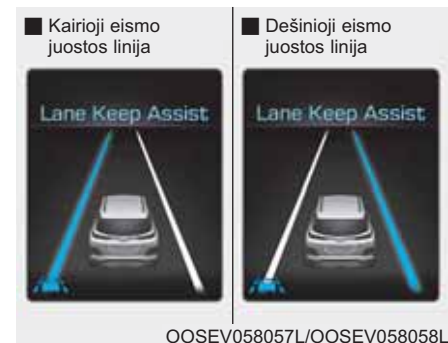 ■ Kairioji eismo
juostos linija
■ Dešinioji eismo
juostos linija
Lane Keep Assist
Lane Keep Assist
OOSEV058057L/OOSEV058058L